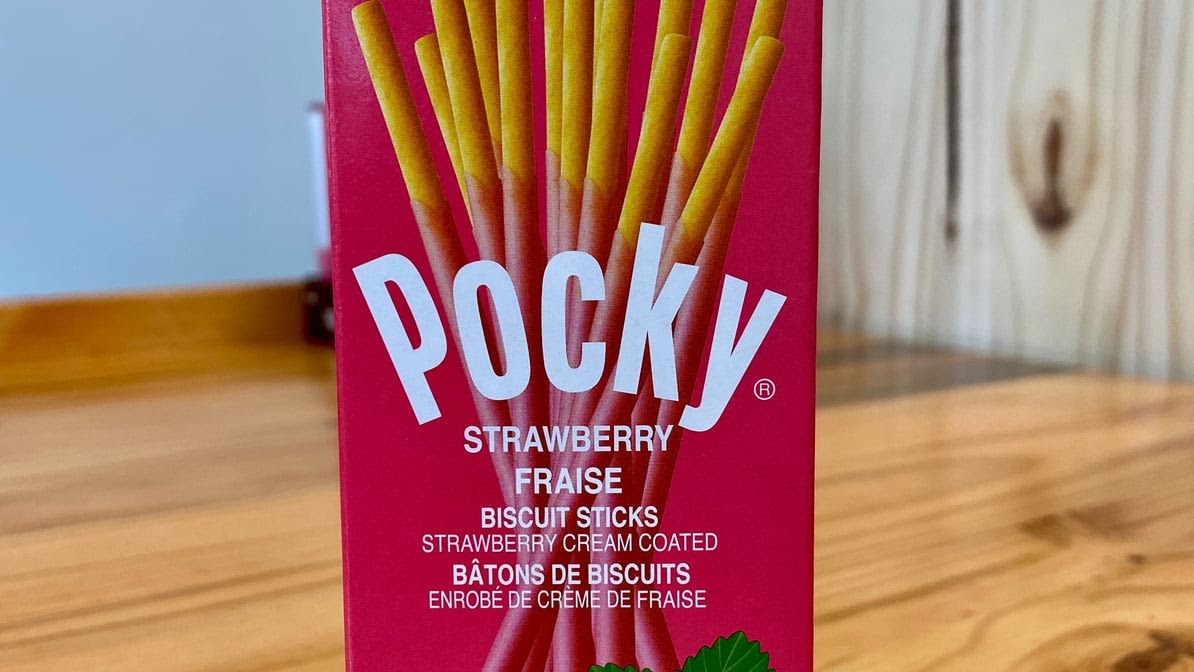 Pocky®
STRAWBERRY
FRAISE
BISCUIT STICKS
STRAWBERRY CREAM COATED
BÂTONS DE BISCUITS
ENROBÉ DE CRÈME DE FRAISE